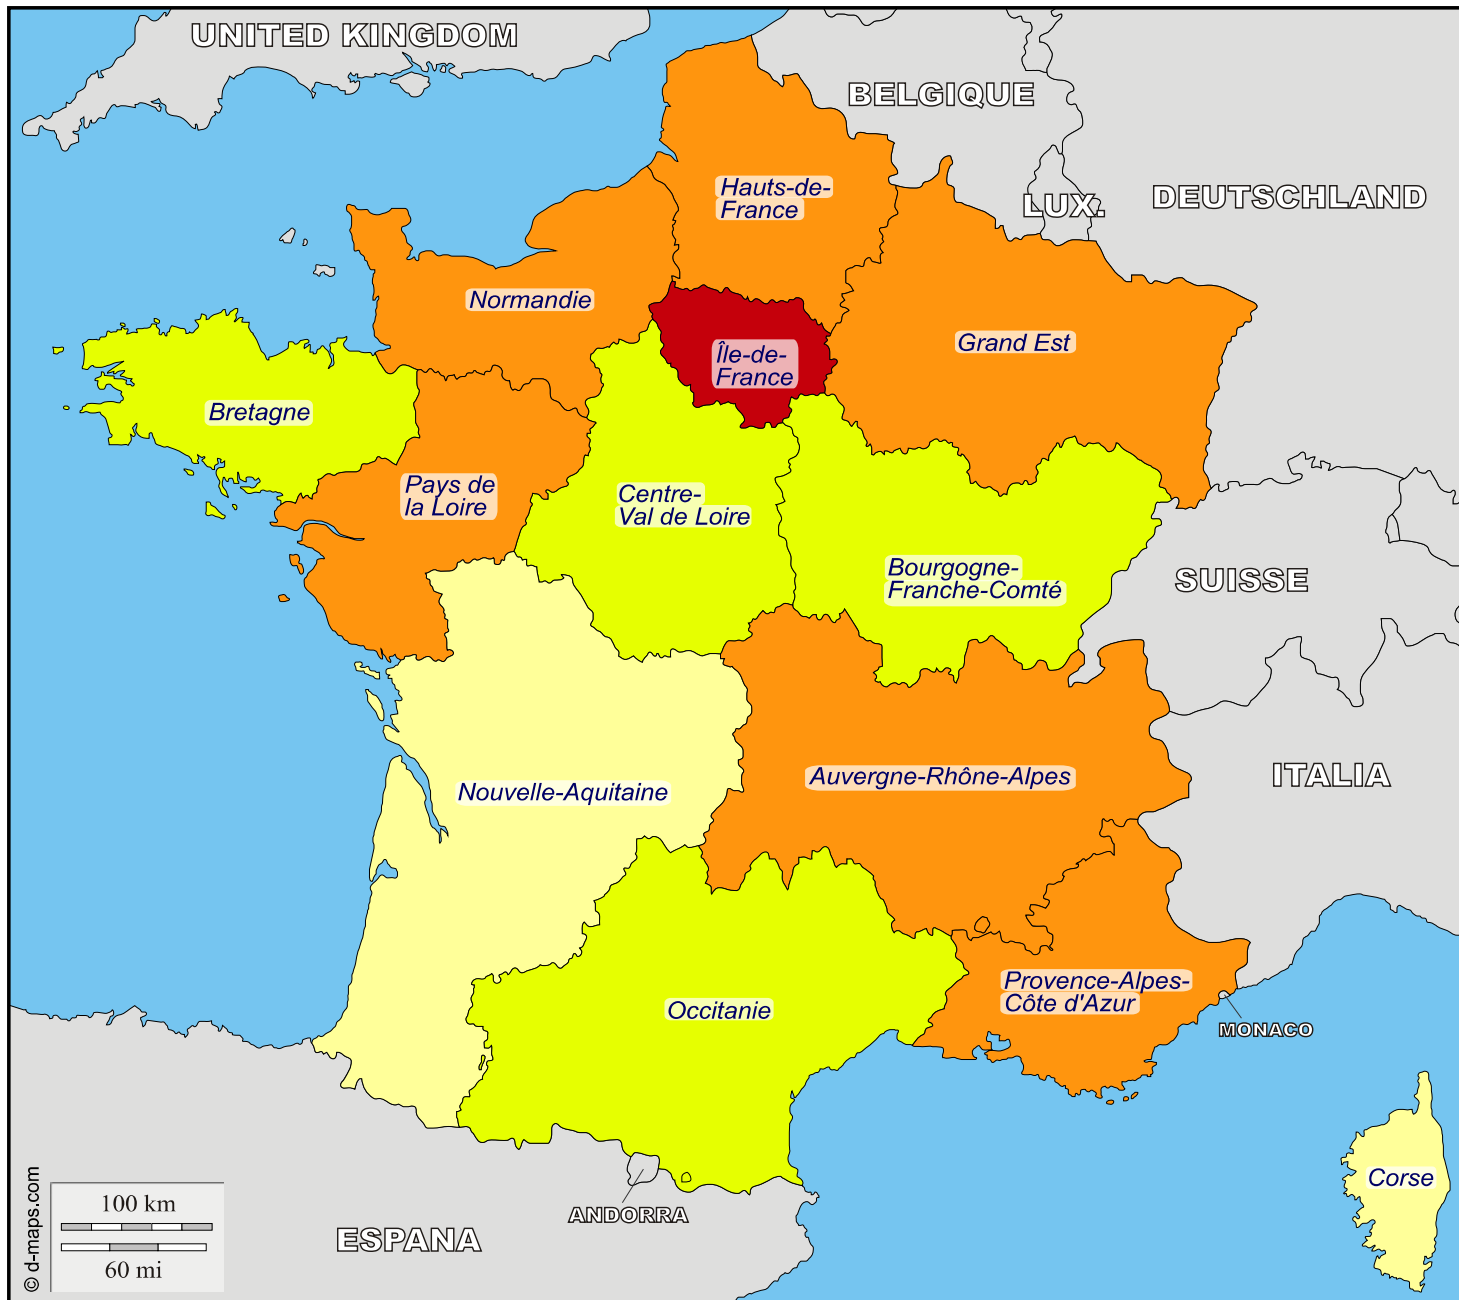 UNITED KINGDOM
BELGIQUE
DEUTSCHLAND
LUX.
Hauts-de-
France
Normandie
Grand Est
Île-de-
France
Bretagne
Pays de
la Loire
Centre-
Val de Loire
Bourgogne-
Franche-Comté
SUISSE
Nouvelle-Aquitaine
Auvergne-Rhône-Alpes
ITALIA
Occitanie
Provence-Alpes-
Côte d'Azur
MONACO
Corse
ANDORRA
ESPANA
100 km
60 mi
© d-maps.com